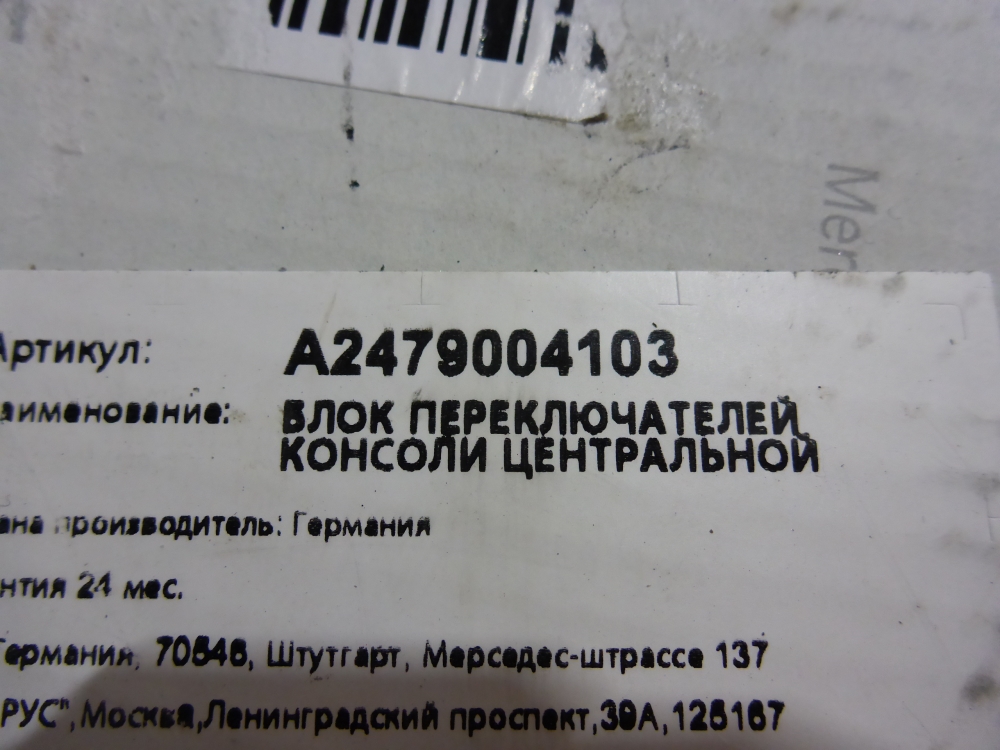 Mer
Артикул: A2479004103
аименование: БЛОК ПЕРЕКЛЮЧАТЕЛЕЙ,
КОНСОЛИ ЦЕНТРАЛЬНОЙ
ана производитель: Германия
нтия 24 мес.
Германия, 70546, Штутгарт, Мерседес-штрассе 137
РУС", Москва, Ленинградский проспект, 39А, 125167